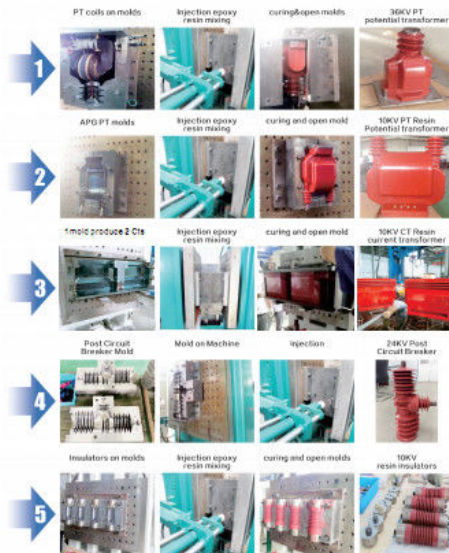 PT coils on molds
Injection epoxy
resin mixing
curing&open molds
36KV PT
potential transformer
1
APG PT molds
Injection epoxy
resin mixing
curing and open mold
10KV PT Resin
Potential transformer
2
1mold produce 2 Cts
Injection epoxy
resin mixing
curing and open mold
10KV CT Resin
current transformer
3
Post Circuit
Breaker Mold
Mold on Machine
Injection
24KV Post
Circuit Breaker
4
Insulators on molds
Injection epoxy
resin mixing
curing and open molds
10KV
resin insulators
5